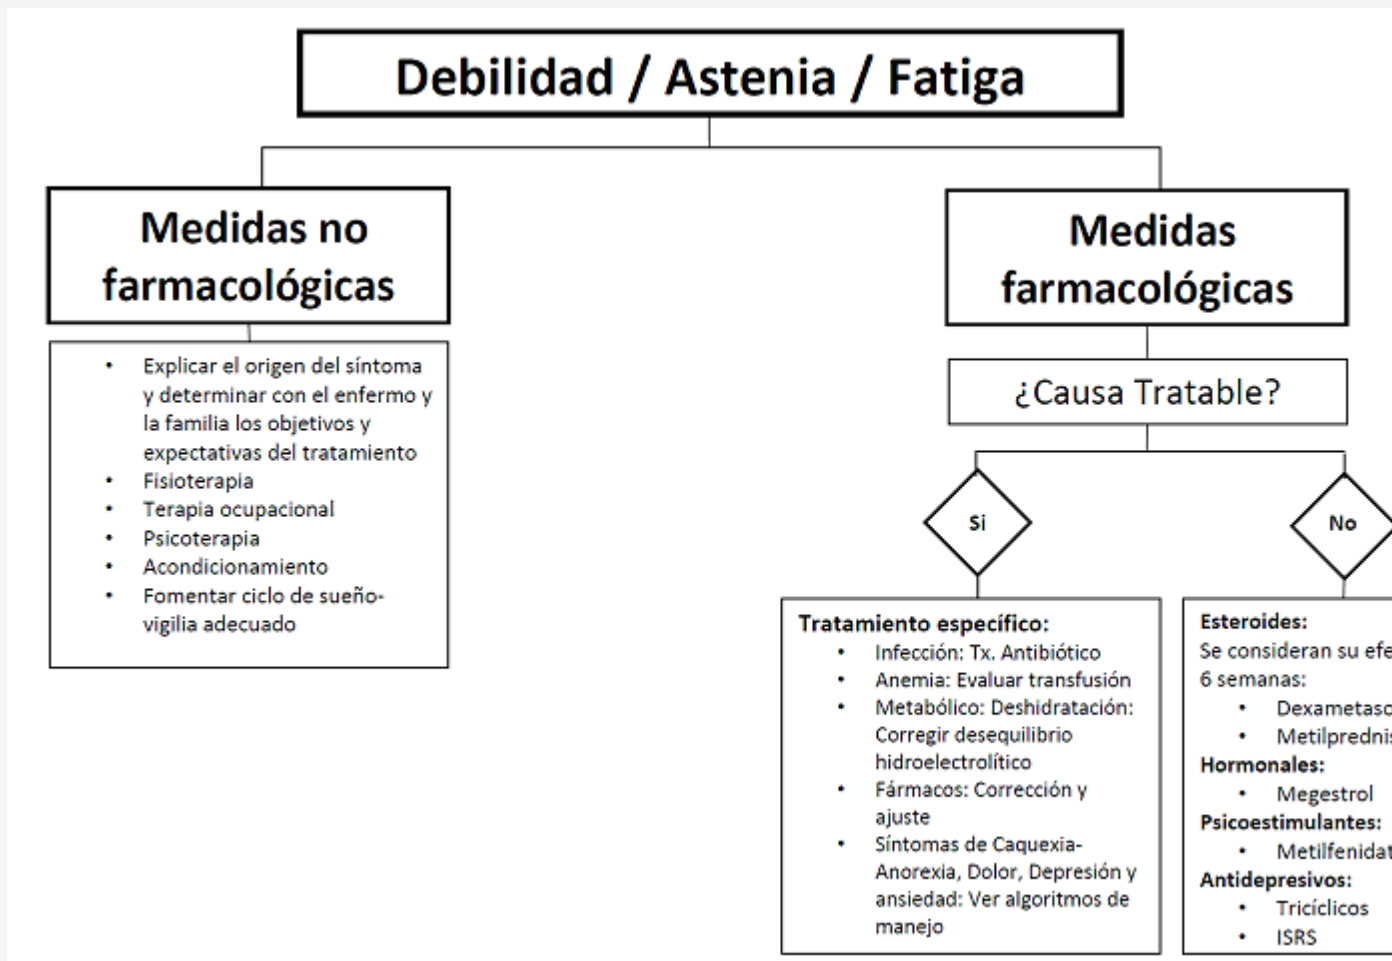 Debilidad / Astenia / Fatiga
Medidas no
farmacológicas
• Explicar el origen del síntoma
y determinar con el enfermo y
la familia los objetivos y
expectativas del tratamiento
• Fisioterapia
• Terapia ocupacional
• Psicoterapia
• Acondicionamiento
• Fomentar ciclo de sueño-
vigilia adecuado
Medidas
farmacológicas
¿Causa Tratable?
Si
No
Tratamiento específico:
• Infección: Tx. Antibiótico
• Anemia: Evaluar transfusión
• Metabólico: Deshidratación:
Corregir desequilibrio
hidroelectrolítico
• Fármacos: Corrección y
ajuste
• Síntomas de Caquexia-
Anorexia, Dolor, Depresión y
ansiedad: Ver algoritmos de
manejo
Esteroides:
Se consideran su
6 semanas:
Hormonales:
• Megestrol
Psicoestimulantes:
Antidepresivos:
• Tricíclicos
• ISRS